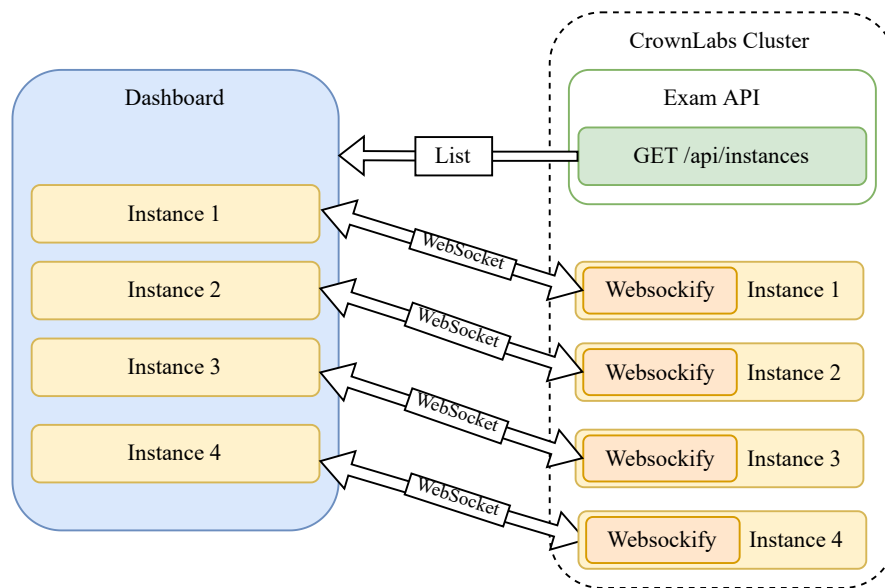 CrownLabs Cluster
Dashboard
Exam API
List
GET /api/instances
Instance 1
WebSocket
Websockify
Instance 1
Instance 2
WebSocket
Websockify
Instance 2
Instance 3
WebSocket
Websockify
Instance 3
Instance 4
WebSocket
Websockify
Instance 4